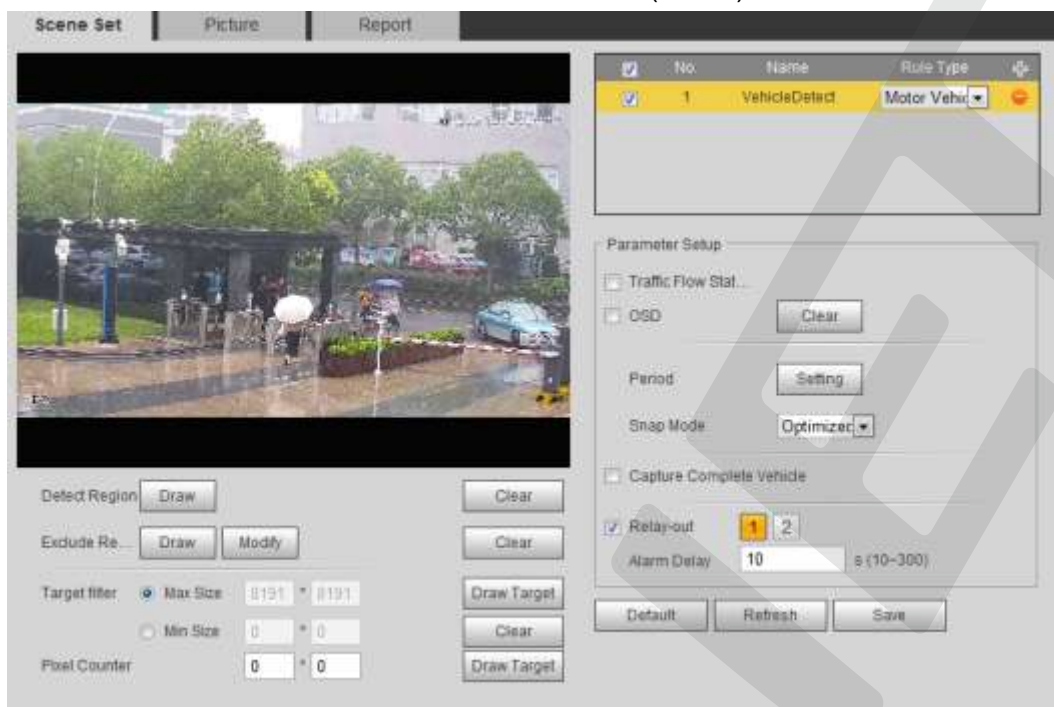 Scene Set Picture Report
No. Name Rule Type
1 VehicleDetect Motor Vehic
Parameter Setup
Traffic Flow Stat...
OSD Clear
Period Setting
Snap Mode Optimizec
Capture Complete Vehicle
Relay-out 1 2
Alarm Delay 10 s (10~300)
Default Refresh Save
Detect Region Draw Clear
Exclude Re... Draw Modify Clear
Target filter Max Size 8191 * 8191 Draw Target
Min Size 0 * 0 Clear
Pixel Counter 0 * 0 Draw Target